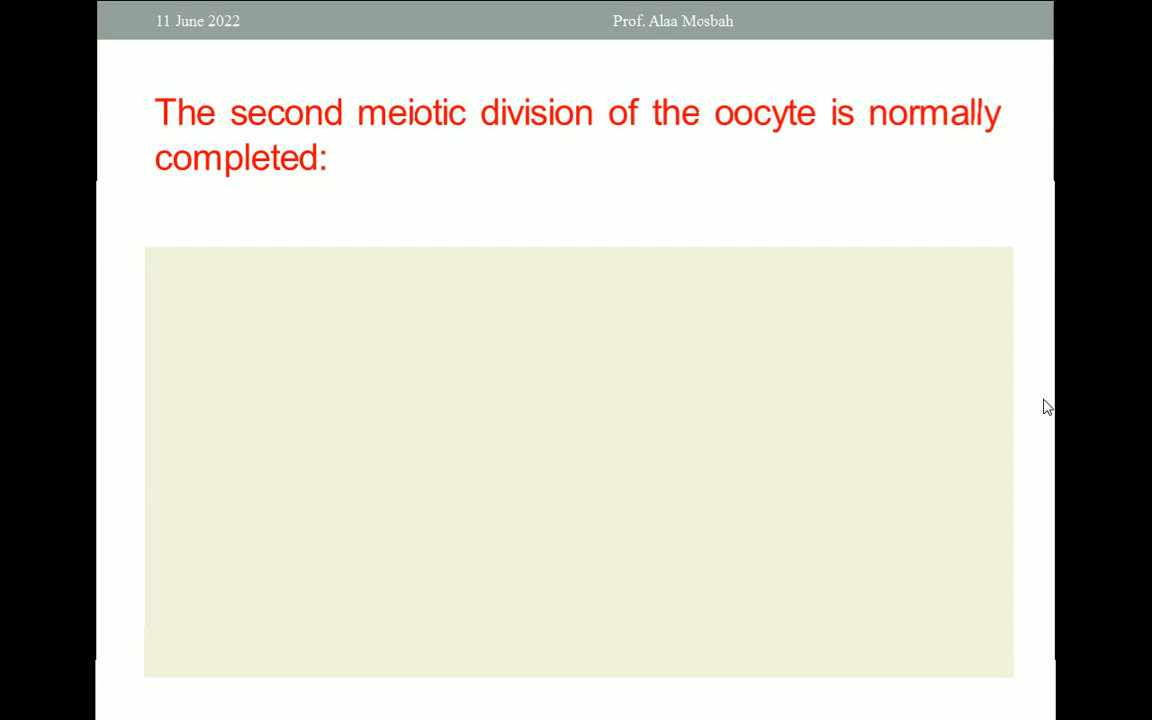 11 June 2022 Prof. Alaa Mosbah
The second meiotic division of the oocyte is normally
completed: